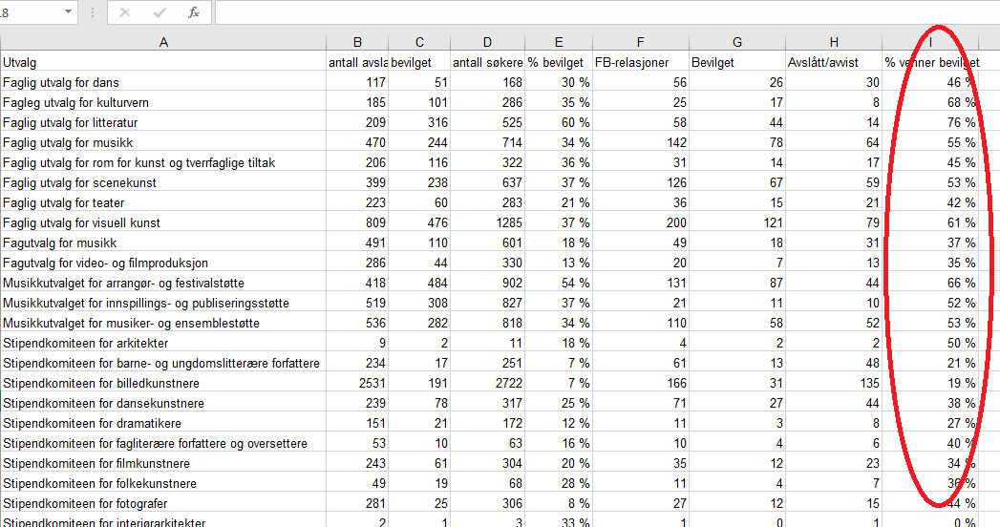 L8 fx
A B C D E F G H I
Utvalg antall avsla bevilget antall søkere % bevilget FB-relasjoner Bevilget Avslått/avvist % venner bevilget
Faglig utvalg for dans 117 51 168 30 % 56 26 30 46 %
Fagleg utvalg for kulturvern 185 101 286 35 % 25 17 8 68 %
Faglig utvalg for litteratur 209 316 525 60 % 58 44 14 76 %
Faglig utvalg for musikk 470 244 714 34 % 142 78 64 55 %
Faglig utvalg for rom for kunst og tverrfaglige tiltak 206 116 322 36 % 31 14 17 45 %
Faglig utvalg for scenekunst 399 238 637 37 % 126 67 59 53 %
Faglig utvalg for teater 223 60 283 21 % 36 15 21 42 %
Faglig utvalg for visuell kunst 809 476 1285 37 % 200 121 79 61 %
Fagutvalg for musikk 491 110 601 18 % 49 18 31 37 %
Fagutvalg for video- og filmproduksjon 286 44 330 13 % 20 7 13 35 %
Musikkutvalget for arrangør- og festivalstøtte 418 484 902 54 % 131 87 44 66 %
Musikkutvalget for innspillings- og publiseringsstøtte 519 308 827 37 % 21 11 10 52 %
Musikkutvalget for musiker- og ensemblestøtte 536 282 818 34 % 110 58 52 53 %
Stipendkomiteen for arkitekter 9 2 11 18 % 4 2 2 50 %
Stipendkomiteen for barne- og ungdomslitterære forfattere 234 17 251 7 % 61 13 48 21 %
Stipendkomiteen for billedkunstnere 2531 191 2722 7 % 166 31 135 19 %
Stipendkomiteen for dansekunstnere 239 78 317 25 % 71 27 44 38 %
Stipendkomiteen for dramatikere 151 21 172 12 % 11 3 8 27 %
Stipendkomiteen for fagliterære forfattere og oversettere 53 10 63 16 % 10 4 6 40 %
Stipendkomiteen for filmkunstnere 243 61 304 20 % 35 12 23 34 %
Stipendkomiteen for folkekunstnere 49 19 68 28 % 11 4 7 36 %
Stipendkomiteen for fotografer 281 25 306 8 % 27 12 15 44 %
Stipendkomiteen for interiørarkitekter 2 1 3 33 % 1 0 1 0 %